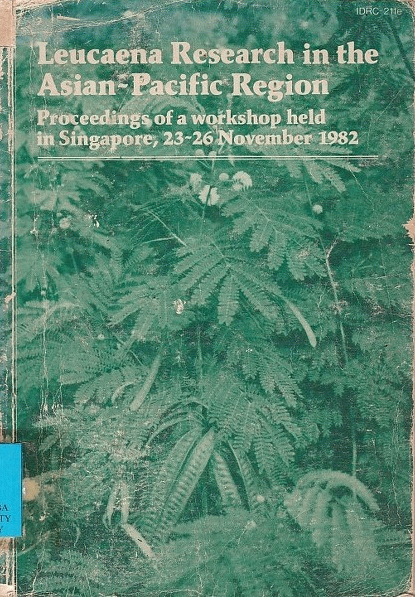 IDRC-211e
Leucaena Research in the
Asian-Pacific Region
Proceedings of a workshop held
in Singapore, 23-26 November 1982